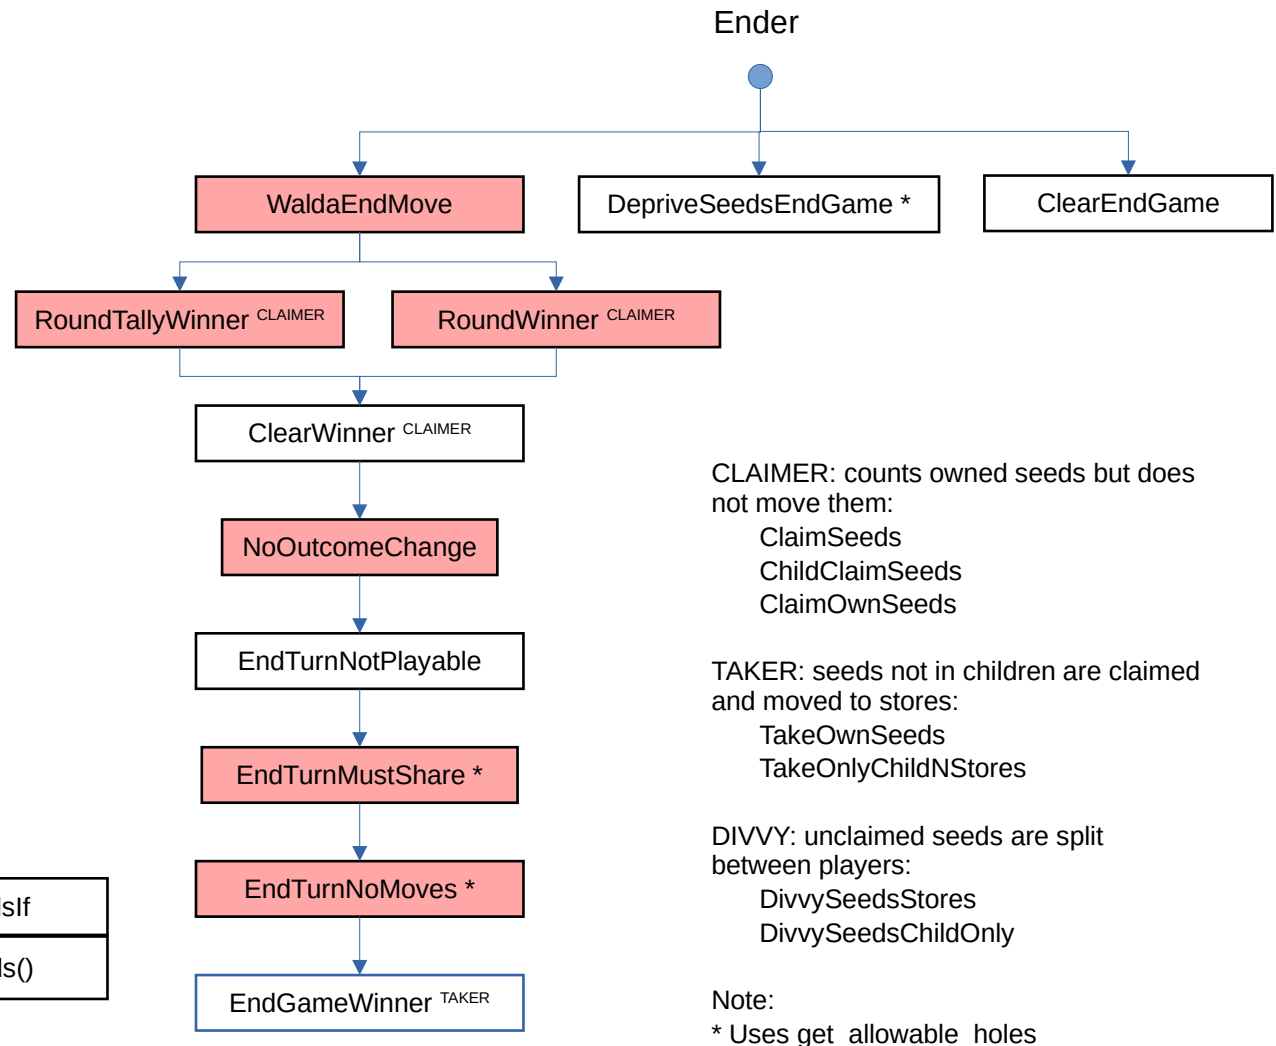 Ender
WaldaEndMove
DepriveSeedsEndGame *
ClearEndGame
RoundTallyWinner CLAIMER
RoundWinner CLAIMER
ClearWinner CLAIMER
NoOutcomeChange
EndTurnNotPlayable
EndTurnMustShare *
EndTurnNoMoves *
EndGameWinner TAKER
sIf
s()
CLAIMER: counts owned seeds but does
not move them:
ClaimSeeds
ChildClaimSeeds
ClaimOwnSeeds
TAKER: seeds not in children are claimed
and moved to stores:
TakeOwnSeeds
TakeOnlyChildNStores
DIVVY: unclaimed seeds are split
between players:
DivvySeedsStores
DivvySeedsChildOnly
Note:
* Uses get_allowable_holes